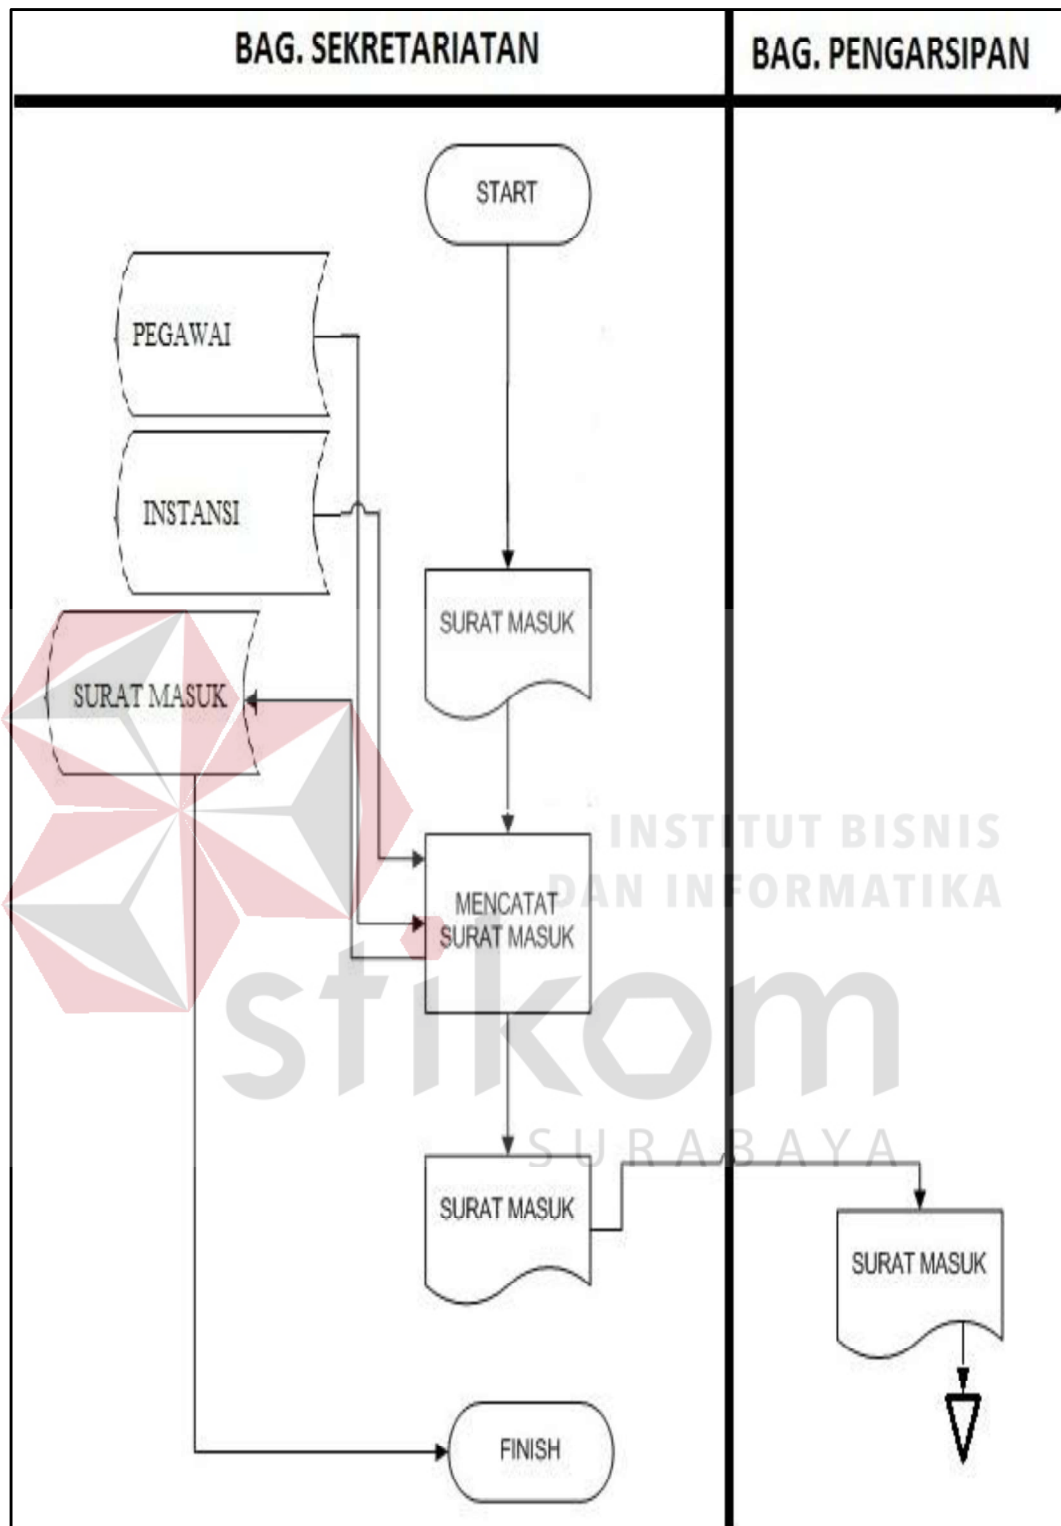 BAG. SEKRETARIATAN
BAG. PENGARSIPAN
START
PEGAWAI
INSTANSI
SURAT MASUK
SURAT MASUK
MENCATAT
SURAT MASUK
SURAT MASUK
SURAT MASUK
FINISH
INSTITUT BISNIS
DAN INFORMATIKA
stikom
SURABAYA